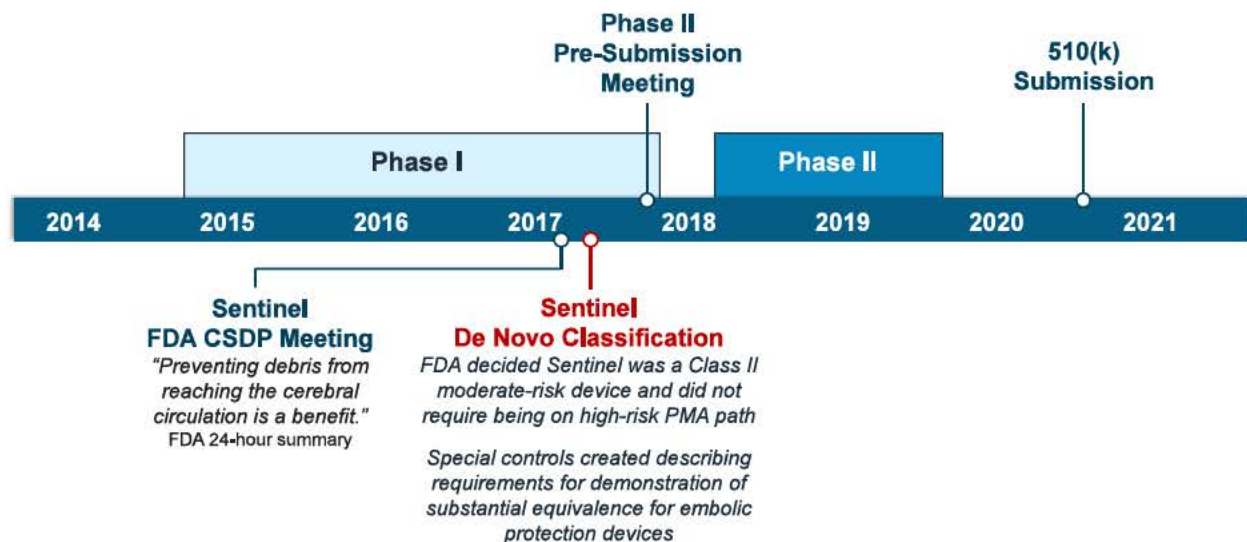 Phase II
Pre-Submission
Meeting
510(k)
Submission
Phase I
Phase II
2014 2015 2016 2017 2018 2019 2020 2021
Sentinel
FDA CSDP Meeting
"Preventing debris from
reaching the cerebral
circulation is a benefit."
FDA 24-hour summary
Sentinel
De Novo Classification
FDA decided Sentinel was a Class II
moderate-risk device and did not
require being on high-risk PMA path
Special controls created describing
requirements for demonstration of
substantial equivalence for embolic
protection devices